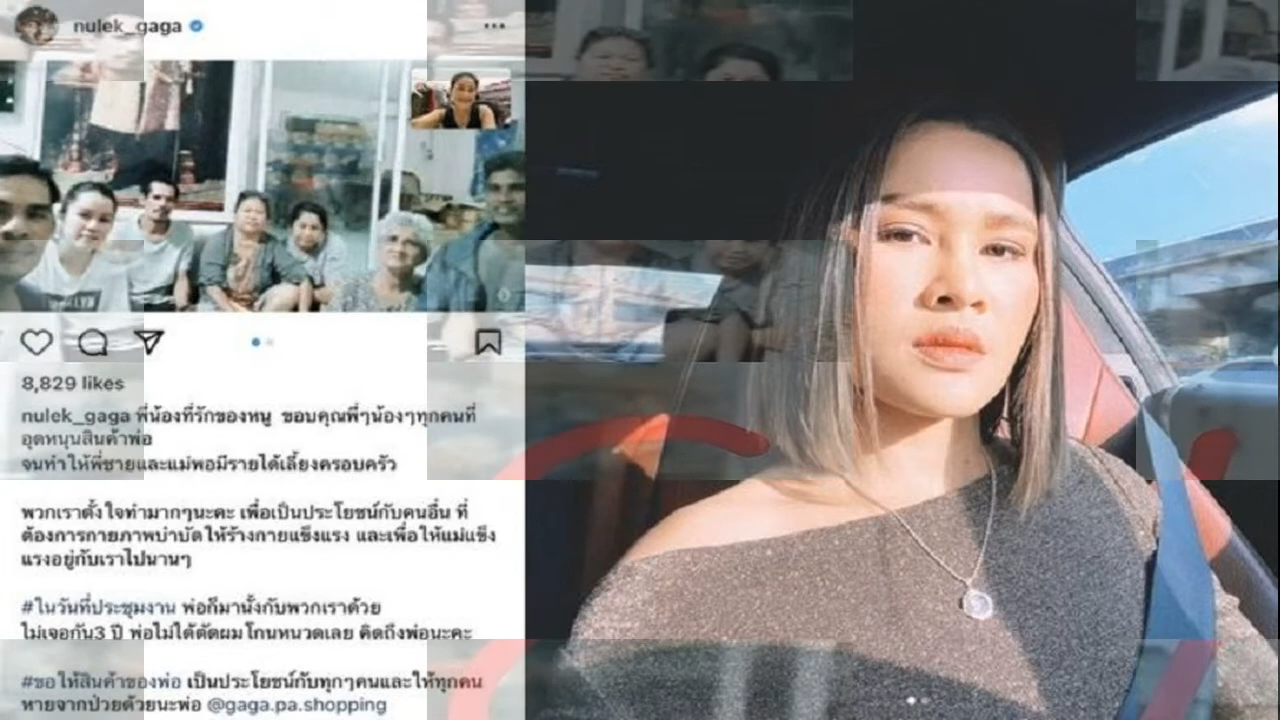 nulek_gaga
8,829 likes
nulek_gaga พี่น้องที่รักของหนู ขอบคุณพี่ๆน้องๆทุกคนที่
อุดหนุนสินค้าพ่อ
จนทำให้พี่ชายและแม่พอมีรายได้เลี้ยงครอบครัว
พวกเราตั้งใจทำมากๆนะคะ เพื่อเป็นประโยชน์กับคนอื่น ที่
ต้องการกายภาพบำบัดให้ร้างกายแข็งแรง และเพื่อให้แม่แข็ง
แรงอยู่กับเราไปนานๆ
#ในวันที่ประชุมงาน พ่อก็มานั้งกับพวกเราด้วย
ไม่เจอกัน3 ปี พ่อไม่ได้ตัดผมโกนหนวดเลย คิดถึงพ่อนะคะ
#ขอให้สินค้าของพ่อ เป็นประโยชน์กับทุกๆคนและให้ทุกคน
หายจากป่วยด้วยนะพ่อ @gaga.pa.shopping